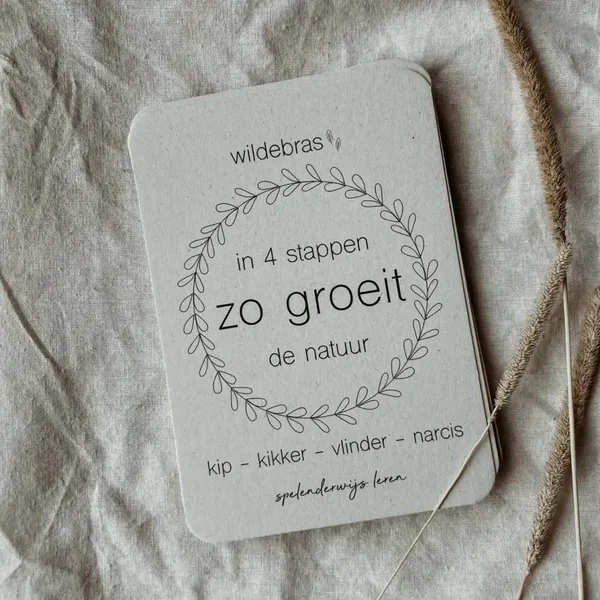 wildebras
in 4 stappen
zo groeit
de natuur
kip - kikker - vlinder - narcis
spelenderwijs leren